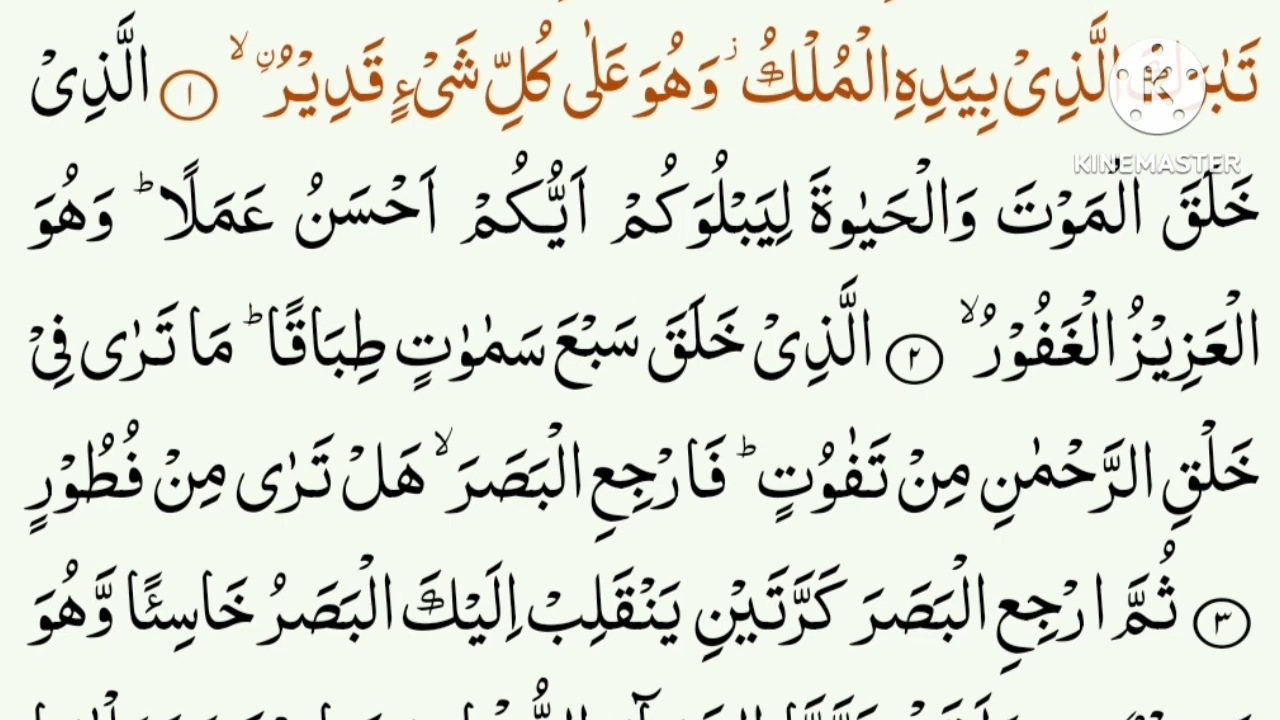 الَّذِىْ بِيَدِهِ الْمُلْكُ ز وَهُوَ عَلٰى كُلِّ شَىْءٍ قَدِيْرُ ۨ ۙ ﴿۱﴾ الَّذِىْ
KINEMASTER
خَلَقَ الْمَوْتَ وَالْحَيٰوةَ لِيَبْلُوَكُمْ اَيُّكُمْ اَحْسَنُ عَمَلًا ؕ وَهُوَ
الْعَزِيْزُ الْغَفُوْرُ ۙ ﴿۲﴾ الَّذِىْ خَلَقَ سَبْعَ سَمٰوٰتٍ طِبَاقًا ؕ مَا تَرٰى فِىْ
خَلْقِ الرَّحْمٰنِ مِنْ تَفٰوُتٍ ؕ فَارْجِعِ الْبَصَرَ ۙ هَلْ تَرٰى مِنْ فُطُوْرٍ
﴿۳﴾ ثُمَّ ارْجِعِ الْبَصَرَ كَرَّتَيْنِ يَنْقَلِبْ اِلَيْكَ الْبَصَرُ خَاسِئًا وَّهُوَ